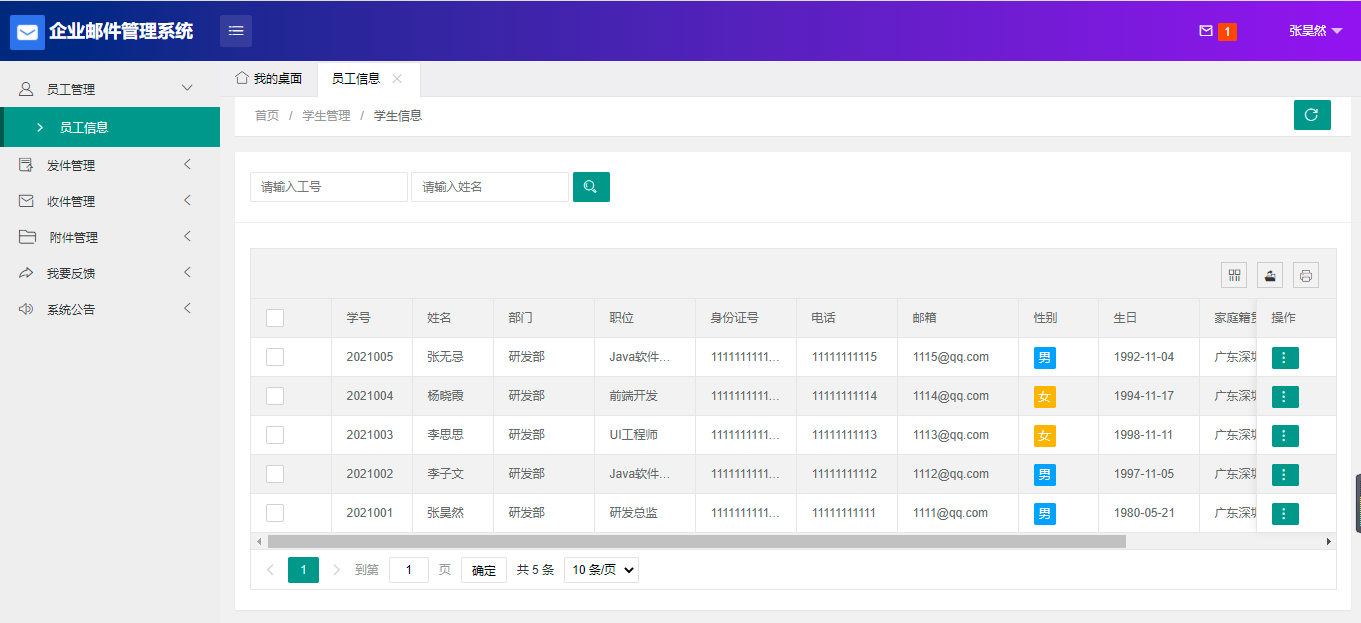 企业邮件管理系统
1
张昊然
员工管理
员工信息
发件管理
收件管理
附件管理
我要反馈
系统公告
我的桌面 员工信息
首页 / 学生管理 / 学生信息
请输入工号 请输入姓名
学号 姓名 部门 职位 身份证号 电话 邮箱 性别 生日 家庭籍贯 操作
2021005 张无忌 研发部 Java软件... 1111111111... 11111111115 1115@qq.com 男 1992-11-04 广东深圳
2021004 杨晓霞 研发部 前端开发 1111111111... 11111111114 1114@qq.com 女 1994-11-17 广东深圳
2021003 李思思 研发部 UI工程师 1111111111... 11111111113 1113@qq.com 女 1998-11-11 广东深圳
2021002 李子文 研发部 Java软件... 1111111111... 11111111112 1112@qq.com 男 1997-11-05 广东深圳
2021001 张昊然 研发部 研发总监 1111111111... 11111111111 1111@qq.com 男 1980-05-21 广东深圳
1 到第 1 页 确定 共 5 条 10 条/页